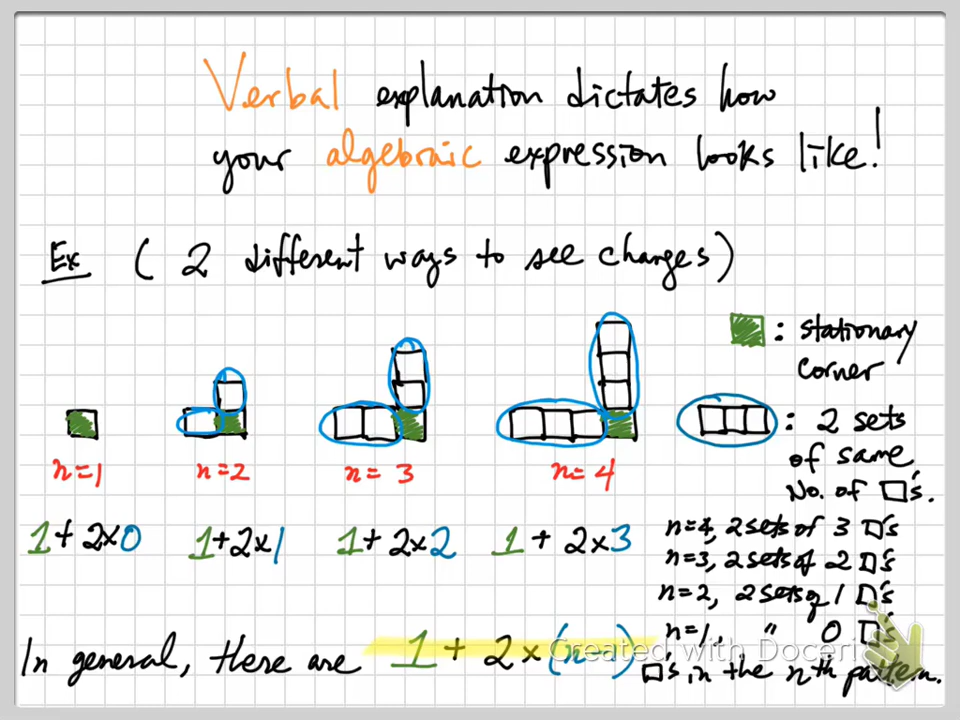 Verbal explanation dictates how
your algebraic expression looks like!
Ex ( 2 different ways to see changes )
: stationary
corner
: 2 sets
of same
No. of □'s.
n=1 n=2 n=3 n=4
1+2×0 1+2×1 1+2×2 1+2×3
n=4, 2 sets of 3 □'s
n=3, 2 sets of 2 □'s
n=2, 2 sets of 1 □'s
n=1, " 0 □'s
In general, there are 1+2×(n-1)
□'s in the nth pattern.
Created with Doceri